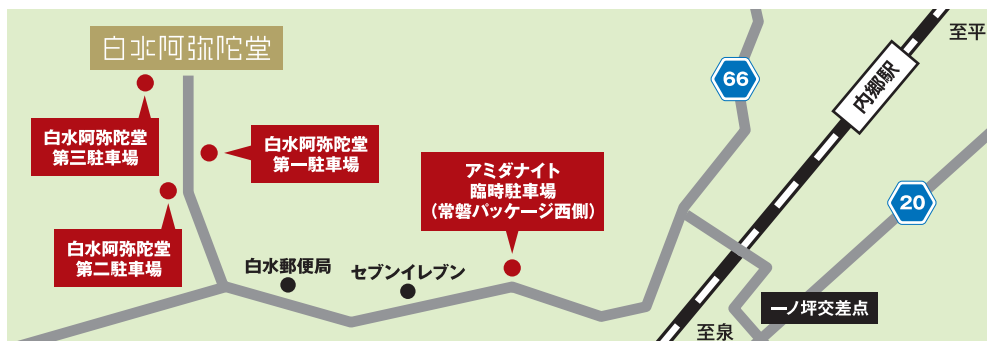 白水阿弥陀堂
至平
内郷駅
66
白水阿弥陀堂
第三駐車場
白水阿弥陀堂
第一駐車場
アミダナイト
臨時駐車場
（常磐パッケージ西側）
20
白水阿弥陀堂
第二駐車場
白水郵便局
セブンイレブン
一ノ坪交差点
至泉